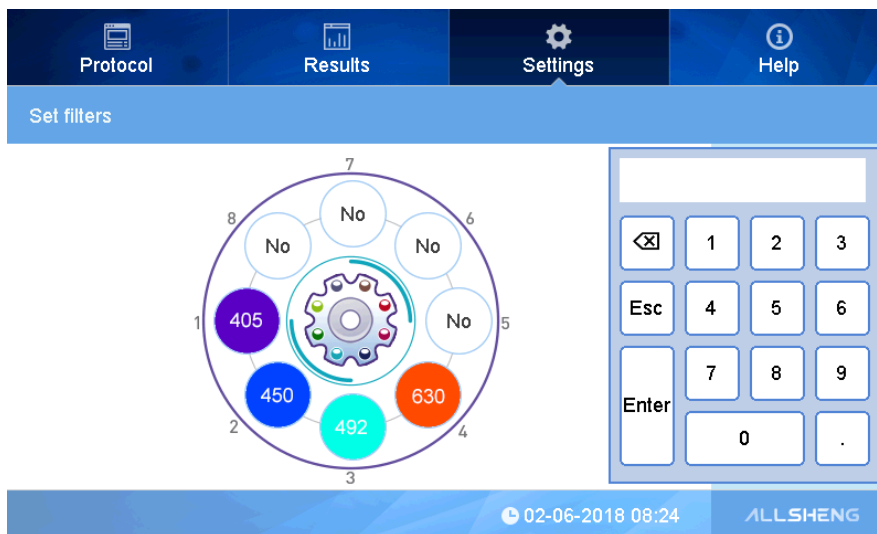 Protocol
Results
Settings
Help
Set filters
7
8
6
No
No
No
1
405
No
5
450
630
2
492
4
3
1
2
3
Esc
4
5
6
7
8
9
Enter
0
.
02-06-2018 08:24
ALLSHENG